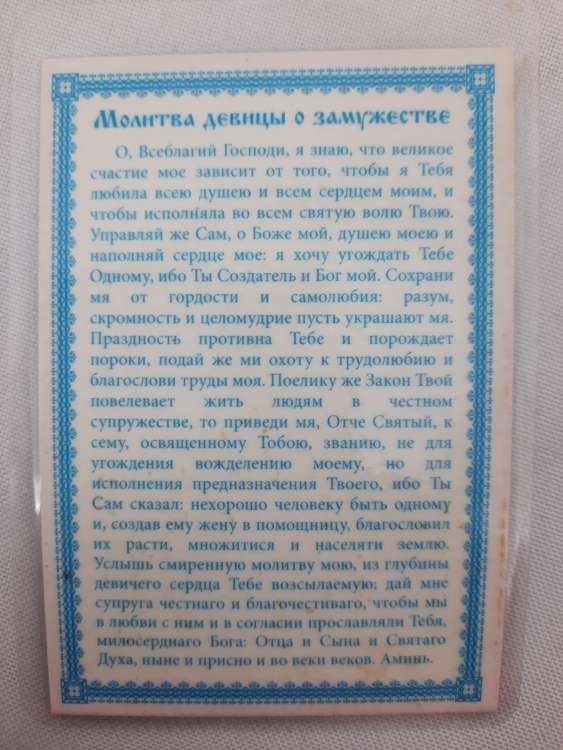 Молитва девицы о замужестве
О, Всеблагий Господи, я знаю, что великое
счастие мое зависит от того, чтобы я Тебя
любила всею душею и всем сердцем моим, и
чтобы исполняла во всем святую волю Твою.
Управляй же Сам, о Боже мой, душею моею и
наполняй сердце мое: я хочу угождать Тебе
Одному, ибо Ты Создатель и Бог мой. Сохрани
мя от гордости и самолюбия: разум,
скромность и целомудрие пусть украшают мя.
Праздность противна Тебе и порождает
пороки, подай же ми охоту к трудолюбию и
благослови труды моя. Поелику же Закон Твой
повелевает жить людям в честном
супружестве, то приведи мя, Отче Святый, к
сему, освященному Тобою, званию, не для
угождения вожделению моему, но для
исполнения предназначения Твоего, ибо Ты
Сам сказал: нехорошо человеку быть одному
и, создав ему жену в помощницу, благословил
их расти, множитися и населяти землю.
Услышь смиренную молитву мою, из глубины
девичего сердца Тебе возсылаемую; дай мне
супруга честнаго и благочестиваго, чтобы мы
в любви с ним и в согласии прославляли Тебя,
милосерднаго Бога: Отца и Сына и Святаго
Духа, ныне и присно и во веки веков. Аминь.